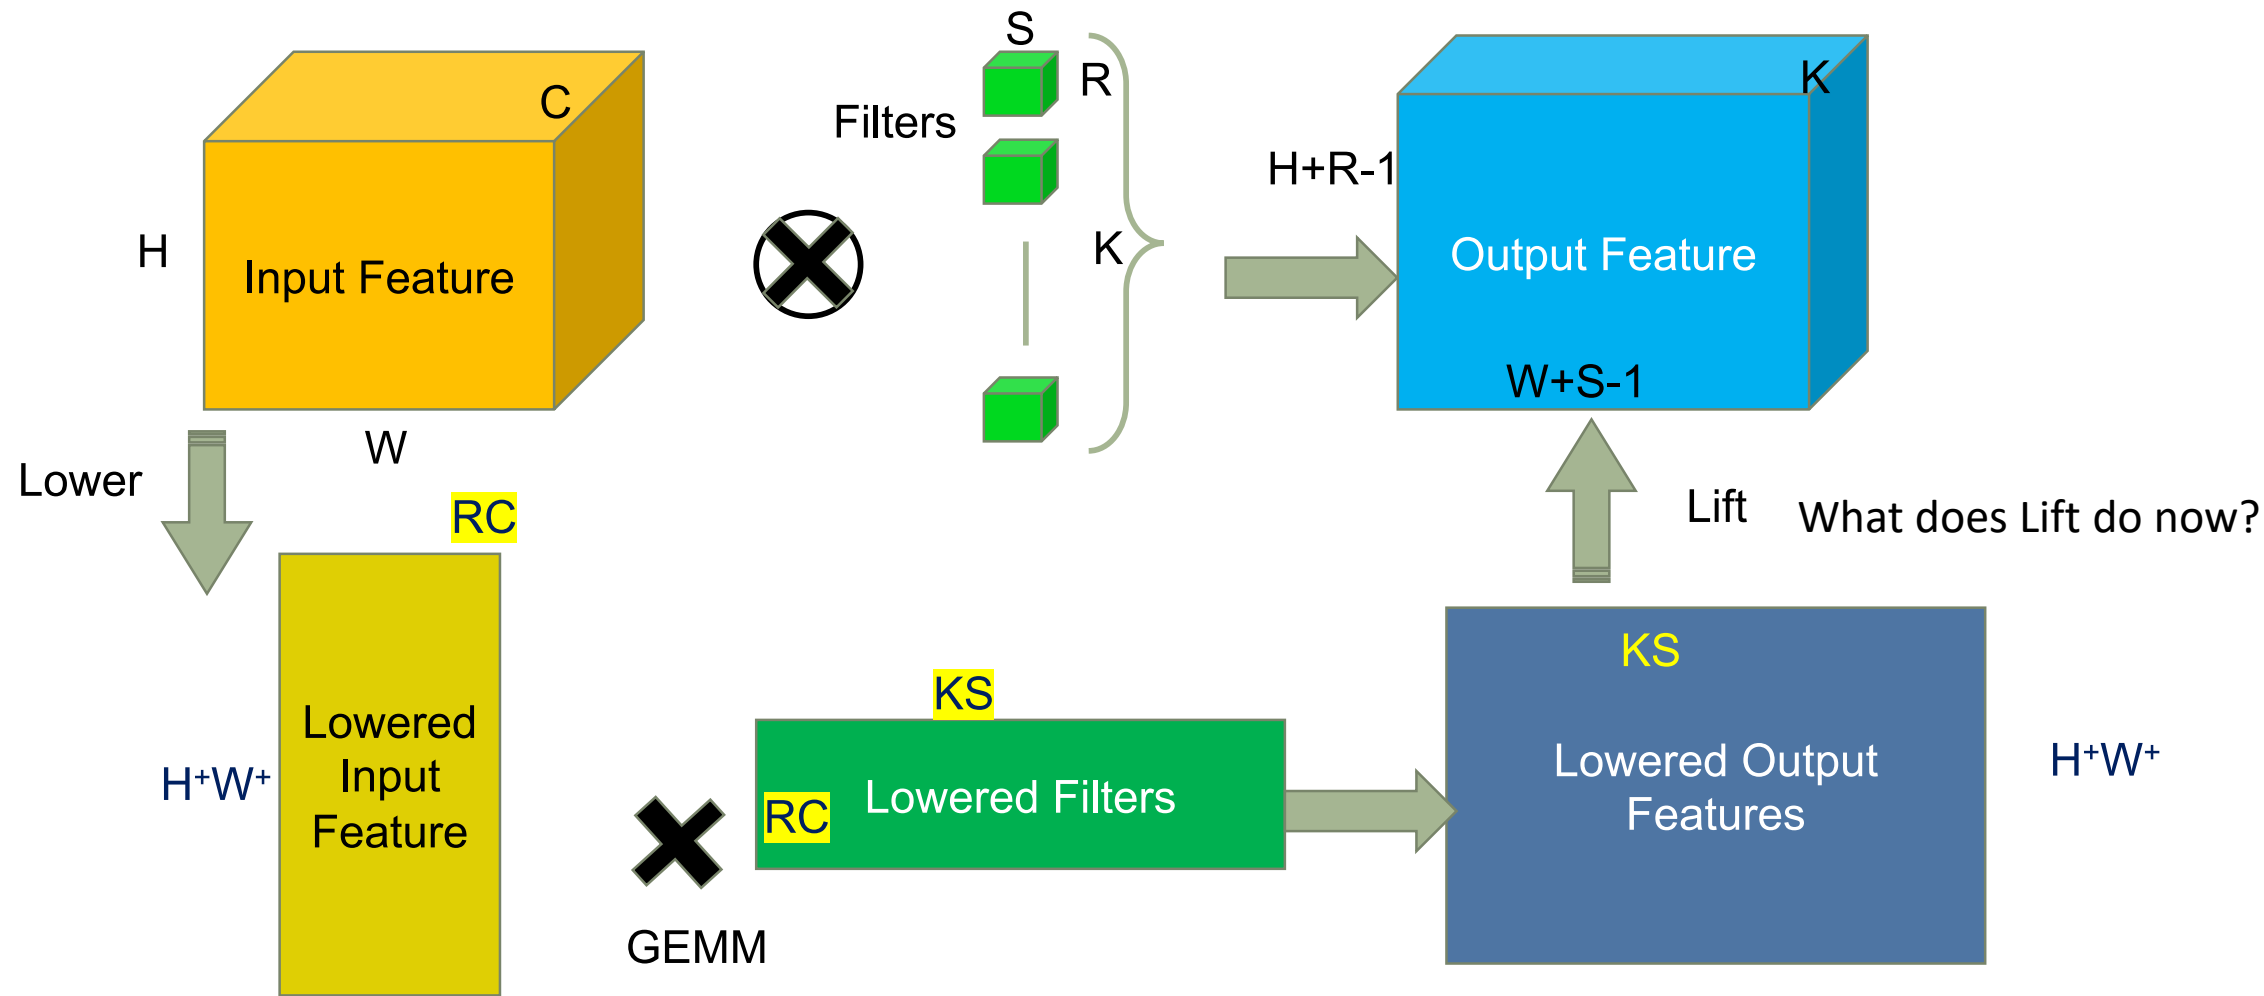 S
R
C
K
Filters
H+R-1
K
H
Input Feature
Output Feature
W+S-1
W
Lower
RC
Lift
What does Lift do now?
KS
KS
Lowered
Input
Feature
H⁺W⁺
RC
Lowered Filters
Lowered Output
Features
H⁺W⁺
GEMM